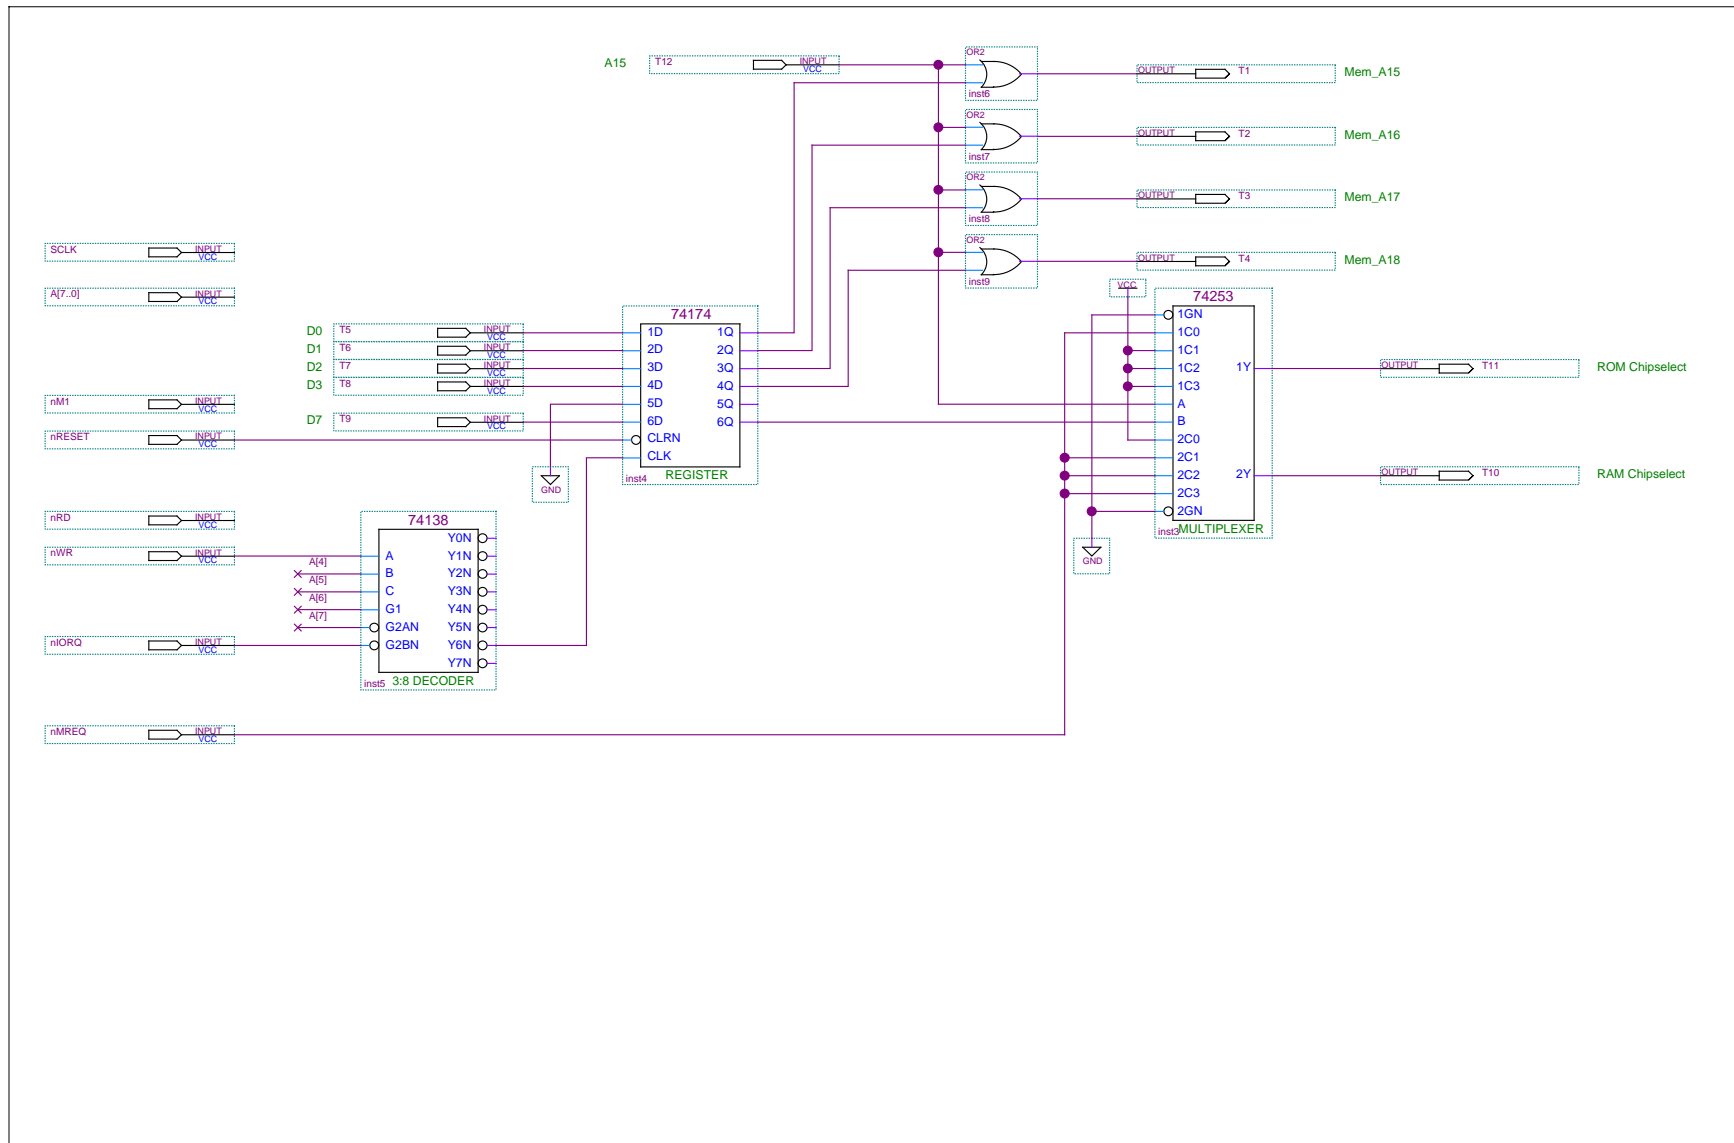 A15 T12 INPUT VCC
OR2
inst6
OUTPUT T1 Mem_A15
OR2
inst7
OUTPUT T2 Mem_A16
OR2
inst8
OUTPUT T3 Mem_A17
OR2
inst9
OUTPUT T4 Mem_A18
SCLK INPUT VCC
A[7..0] INPUT VCC
D0 T5 INPUT VCC
D1 T6 INPUT VCC
D2 T7 INPUT VCC
D3 T8 INPUT VCC
D7 T9 INPUT VCC
nM1 INPUT VCC
nRESET INPUT VCC
nRD INPUT VCC
nWR INPUT VCC
nIORQ INPUT VCC
nMREQ INPUT VCC
74174
1D 1Q
2D 2Q
3D 3Q
4D 4Q
5D 5Q
6D 6Q
CLRN
CLK
inst4 REGISTER
GND
74138
A[4]
A[5]
A[6]
A[7]
Y0N
A Y1N
B Y2N
C Y3N
G1 Y4N
G2AN Y5N
G2BN Y6N
Y7N
inst5 3:8 DECODER
VCC
74253
1GN
1C0
1C1
1C2 1Y
1C3
A
B
2C0
2C1
2C2 2Y
2C3
2GN
inst3 MULTIPLEXER
GND
OUTPUT T11 ROM Chipselect
OUTPUT T10 RAM Chipselect